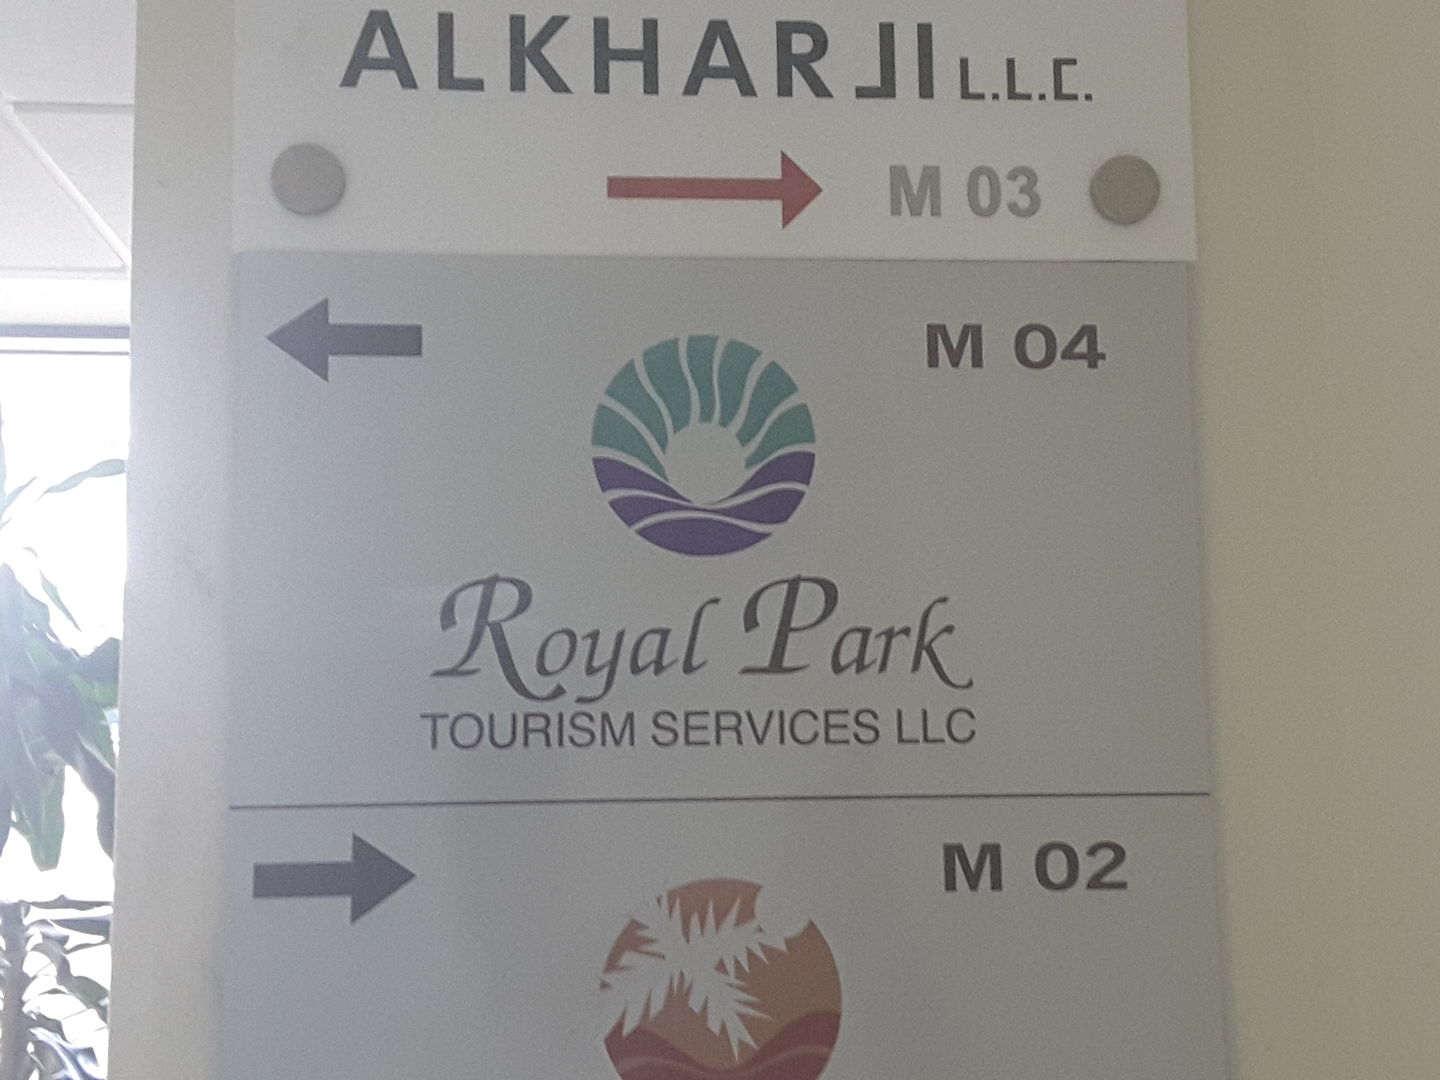 ALKHARJI L.L.C.
M 03
M 04
Royal Park
TOURISM SERVICES LLC
M 02